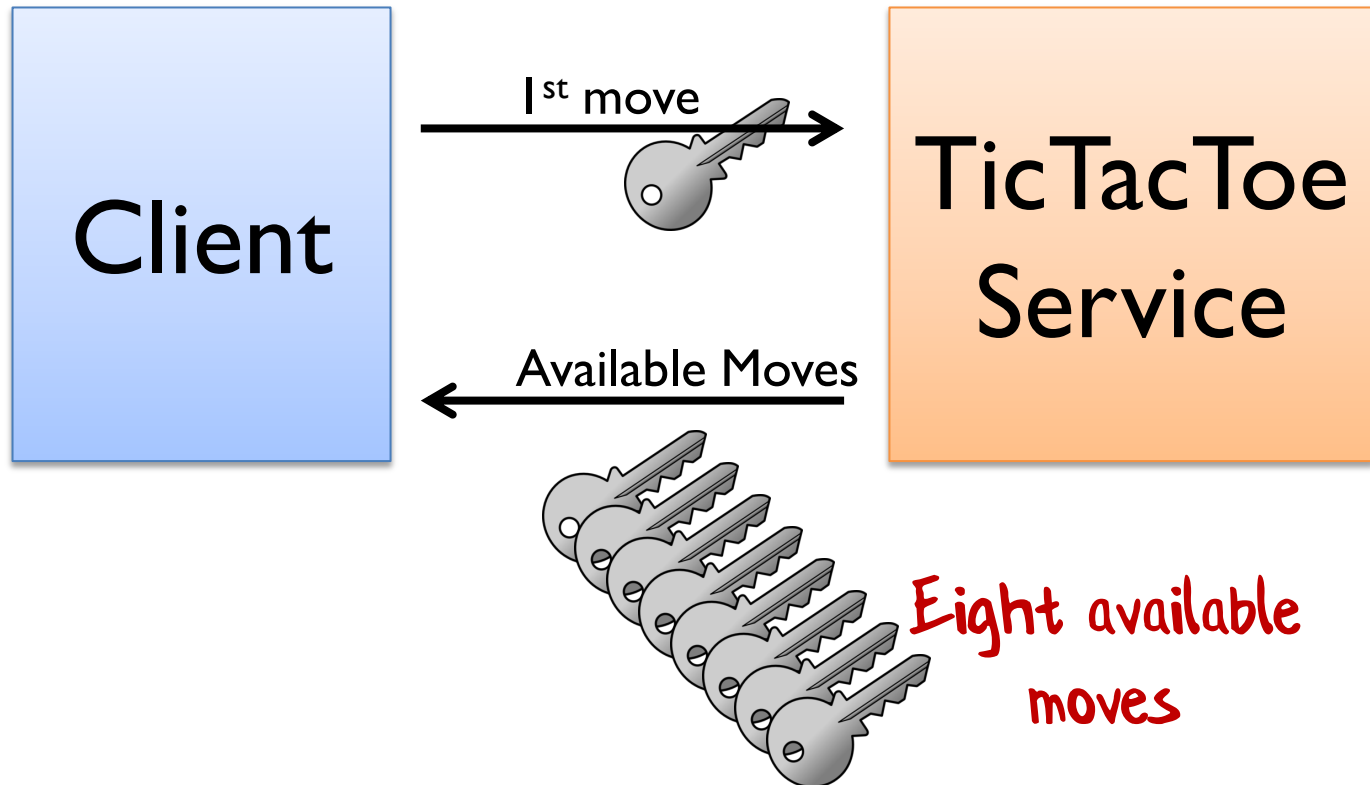 Client
1st move
TicTacToe
Service
Available Moves
Eight available
moves